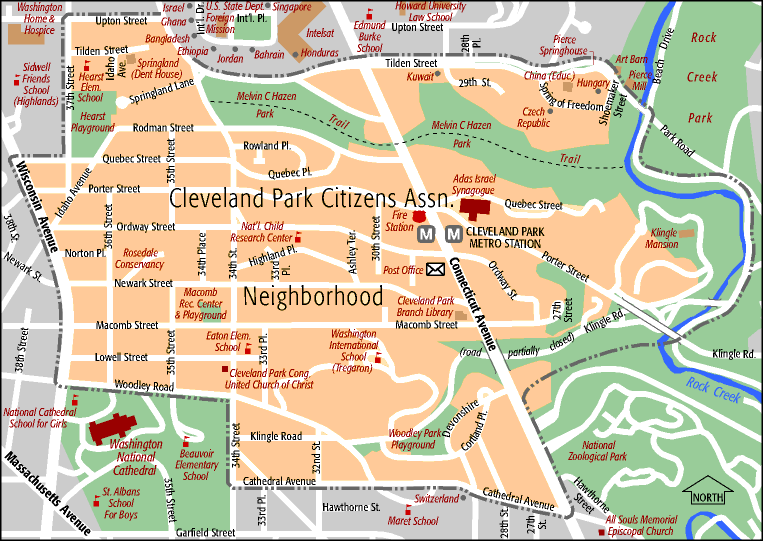 Washington
Home &
Hospice
Upton Street
Israel
Ghana
Int'l. Dr.
U.S. State Dept.
Foreign
Mission
Singapore
Int'l. Pl.
Bangladesh
Ethiopia
Jordan
Bahrain
Honduras
Intelsat
Edmund
Burke
School
Howard University
Law School
Upton Street
28th
Pl.
Pierce
Springhouse
Art Barn
Pierce
Mill
Beach Drive
Rock
Creek
Park
Tilden Street
Idaho
Ave
Springland
(Dent House)
Tilden Street
Kuwait
29th St.
China (Educ.)
Hungary
Spring of Freedom
Shoemaker
Street
Czech
Republic
Sidwell
Friends
School
(Highlands)
37th Street
Hearst
Elem.
School
Springland Lane
Hearst
Playground
Melvin C Hazen
Park
Trail
Melvin C Hazen
Park
Trail
Park Road
Rodman Street
Rowland Pl.
Quebec Street
35th Street
Quebec Pl.
Wisconsin Avenue
Idaho Avenue
Porter Street
Cleveland Park Citizens Assn.
Adas Israel
Synagogue
Quebec Street
36th Street
Ordway Street
Fire
Station
M
M
CLEVELAND PARK
METRO STATION
Klingle
Mansion
38th St.
Nat'l. Child
Research Center
Ashley Ter.
30th Street
Norton Pl.
Rosedale
Conservancy
34th Place
34th St.
Highland Pl.
33rd
Pl.
Post Office
Connecticut Avenue
Ordway St.
Porter Street
Newark St.
Newark Street
Macomb
Rec. Center
& Playground
Neighborhood
Cleveland Park
Branch Library
27th
Street
Macomb Street
Macomb Street
Klingle Rd.
38th Street
Eaton Elem.
School
33rd Pl.
Washington
International
School
(Tregaron)
(road partially closed)
Klingle Rd.
Lowell Street
35th Street
Cleveland Park Cong.
United Church of Christ
Rock Creek
Woodley Road
National Cathedral
School for Girls
Washington
National
Cathedral
Beauvoir
Elementary
School
34th Street
Klingle Road
32nd St.
Woodley Park
Playground
Devonshire
Cortland Pl.
National
Zoological Park
Massachusetts Avenue
St. Albans
School
For Boys
35th Street
Cathedral Avenue
33rd Pl.
Hawthorne St.
Switzerland
Maret School
Cathedral Avenue
28th St.
27th
St.
Hawthorne
Street
NORTH
All Souls Memorial
Episcopal Church
Garfield Street